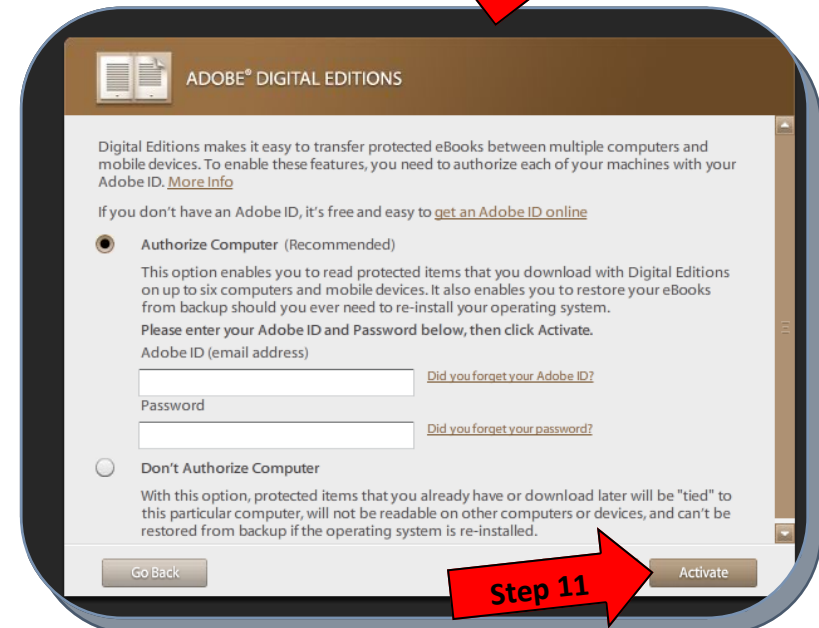 ADOBE® DIGITAL EDITIONS
Digital Editions makes it easy to transfer protected eBooks between multiple computers and
mobile devices. To enable these features, you need to authorize each of your machines with your
Adobe ID. More Info
If you don't have an Adobe ID, it's free and easy to get an Adobe ID online
Authorize Computer (Recommended)
This option enables you to read protected items that you download with Digital Editions
on up to six computers and mobile devices. It also enables you to restore your eBooks
from backup should you ever need to re-install your operating system.
Please enter your Adobe ID and Password below, then click Activate.
Adobe ID (email address)
Did you forget your Adobe ID?
Password
Did you forget your password?
Don't Authorize Computer
With this option, protected items that you already have or download later will be "tied" to
this particular computer, will not be readable on other computers or devices, and can't be
restored from backup if the operating system is re-installed.
Go Back
Step 11
Activate